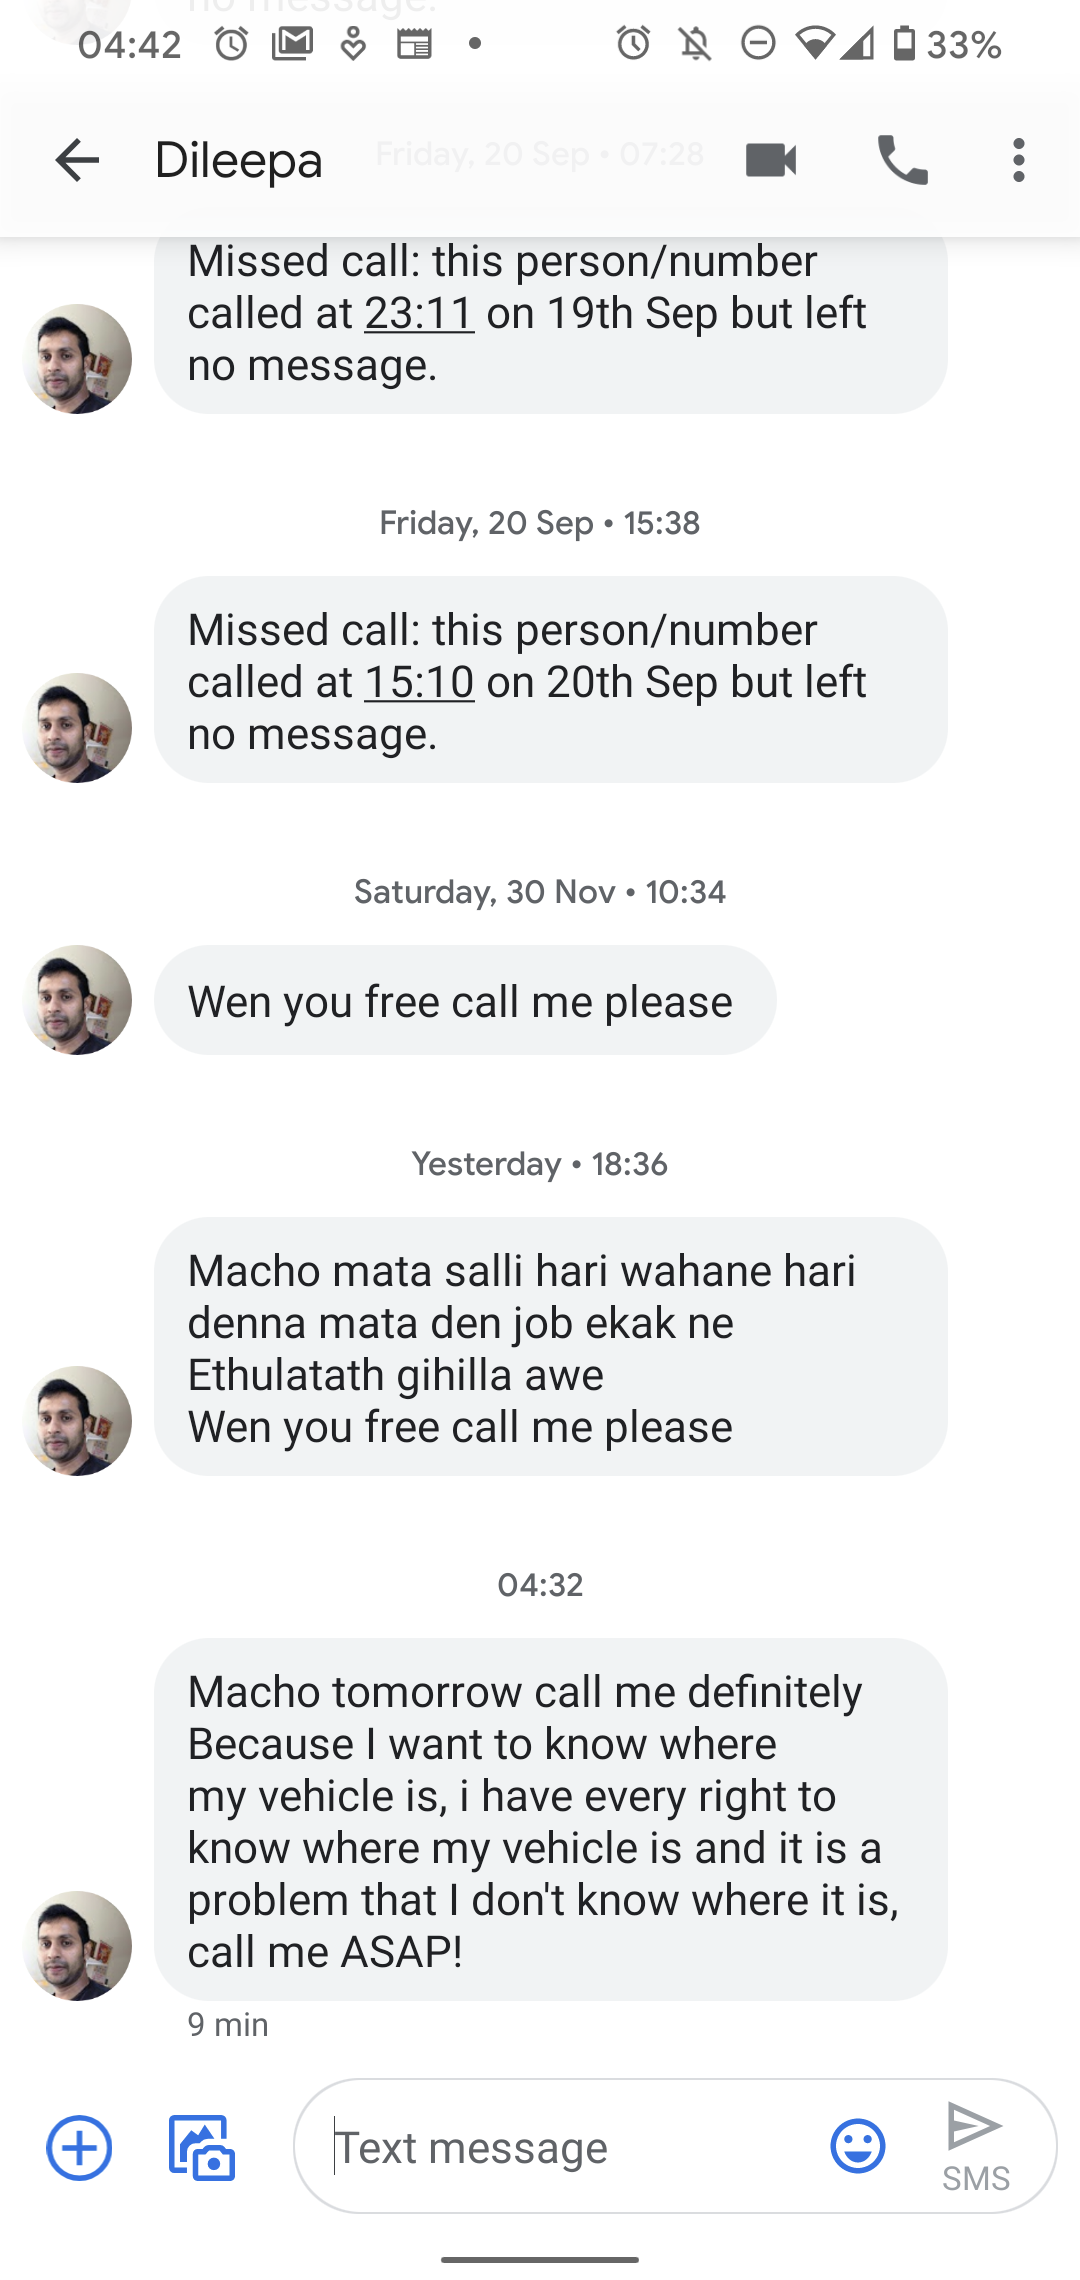 no message.
04:42
33%
Dileepa
Friday, 20 Sep • 07:28
Missed call: this person/number
called at 23:11 on 19th Sep but left
no message.
Friday, 20 Sep • 15:38
Missed call: this person/number
called at 15:10 on 20th Sep but left
no message.
Saturday, 30 Nov • 10:34
Wen you free call me please
Yesterday • 18:36
Macho mata salli hari wahane hari
denna mata den job ekak ne
Ethulatath gihilla awe
Wen you free call me please
04:32
Macho tomorrow call me definitely
Because I want to know where
my vehicle is, i have every right to
know where my vehicle is and it is a
problem that I don't know where it is,
call me ASAP!
9 min
Text message
SMS